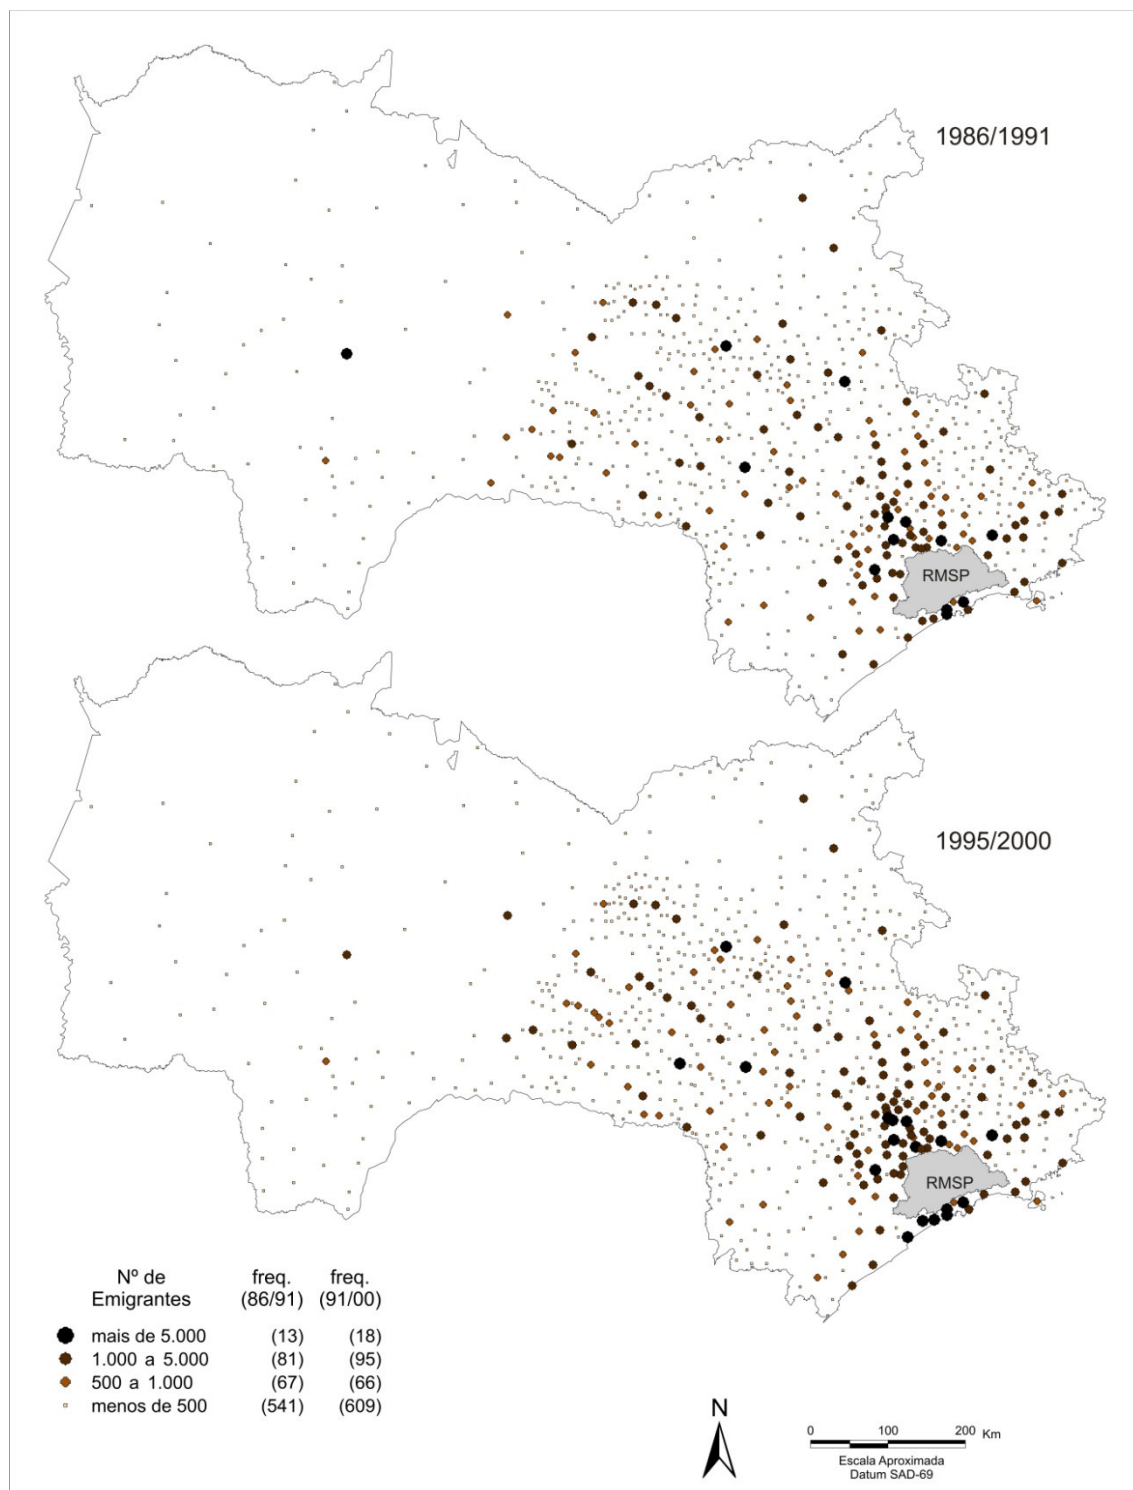 1986/1991
RMSP
1995/2000
RMSP
Nº de Emigrantes freq. (86/91) freq. (91/00)
mais de 5.000 (13) (18)
1.000 a 5.000 (81) (95)
500 a 1.000 (67) (66)
menos de 500 (541) (609)
N
0 100 200 Km
Escala Aproximada
Datum SAD-69